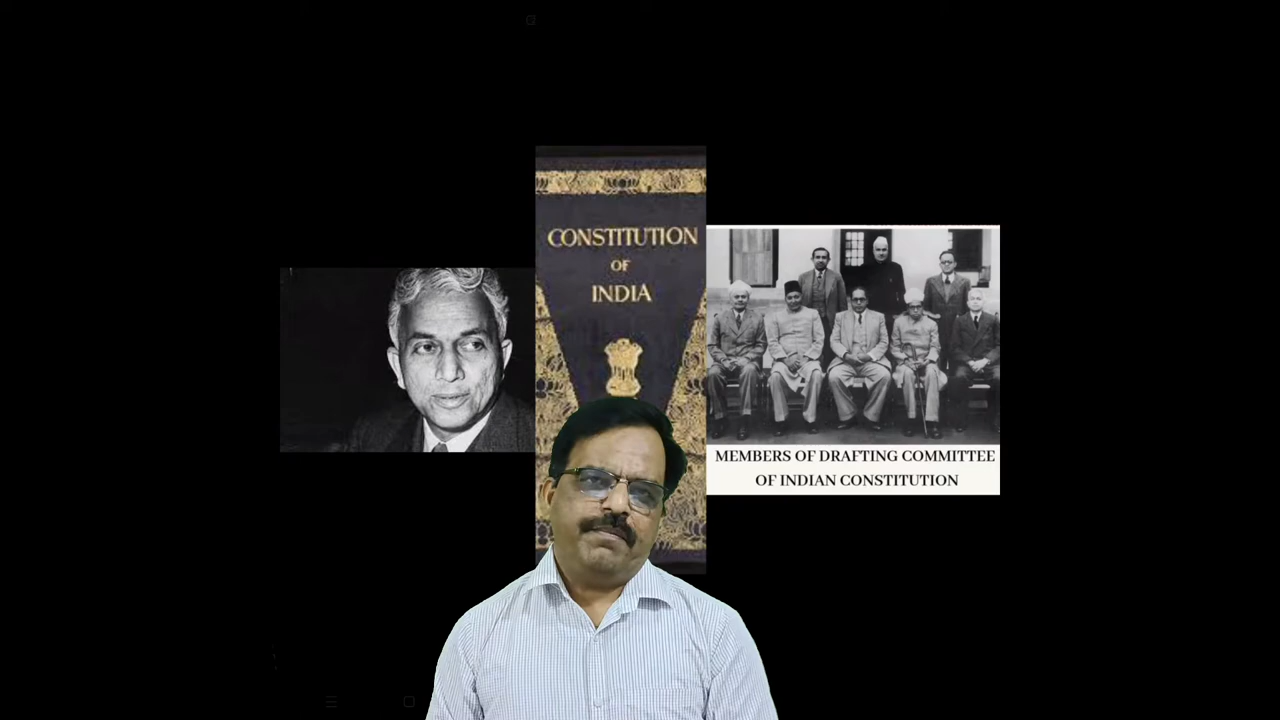 CONSTITUTION
OF
INDIA
MEMBERS OF DRAFTING COMMITTEE
OF INDIAN CONSTITUTION